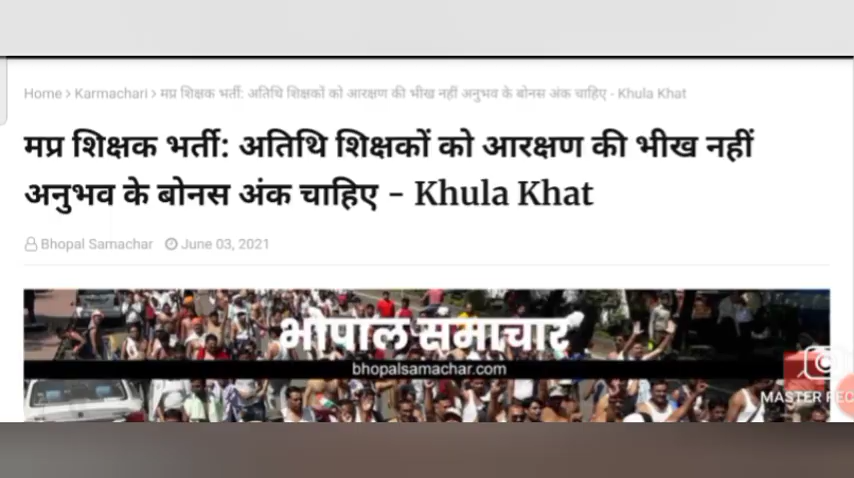 Home > Karmachari > मप्र शिक्षक भर्ती: अतिथि शिक्षकों को आरक्षण की भीख नहीं अनुभव के बोनस अंक चाहिए - Khula Khat
मप्र शिक्षक भर्ती: अतिथि शिक्षकों को आरक्षण की भीख नहीं
अनुभव के बोनस अंक चाहिए - Khula Khat
Bhopal Samachar June 03, 2021
भोपाल समाचार
bhopalsamachar.com
MASTER REC